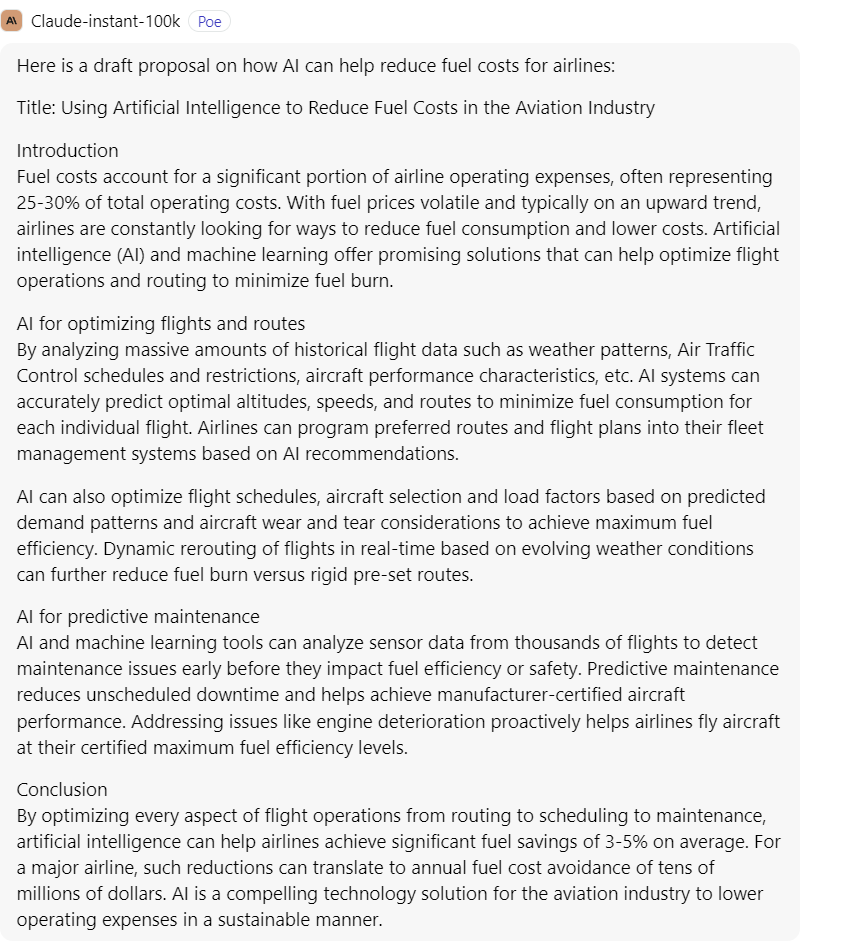 AI Claude-instant-100k Poe
Here is a draft proposal on how AI can help reduce fuel costs for airlines:
Title: Using Artificial Intelligence to Reduce Fuel Costs in the Aviation Industry
Introduction
Fuel costs account for a significant portion of airline operating expenses, often representing
25-30% of total operating costs. With fuel prices volatile and typically on an upward trend,
airlines are constantly looking for ways to reduce fuel consumption and lower costs. Artificial
intelligence (AI) and machine learning offer promising solutions that can help optimize flight
operations and routing to minimize fuel burn.
AI for optimizing flights and routes
By analyzing massive amounts of historical flight data such as weather patterns, Air Traffic
Control schedules and restrictions, aircraft performance characteristics, etc. AI systems can
accurately predict optimal altitudes, speeds, and routes to minimize fuel consumption for
each individual flight. Airlines can program preferred routes and flight plans into their fleet
management systems based on AI recommendations.
AI can also optimize flight schedules, aircraft selection and load factors based on predicted
demand patterns and aircraft wear and tear considerations to achieve maximum fuel
efficiency. Dynamic rerouting of flights in real-time based on evolving weather conditions
can further reduce fuel burn versus rigid pre-set routes.
AI for predictive maintenance
AI and machine learning tools can analyze sensor data from thousands of flights to detect
maintenance issues early before they impact fuel efficiency or safety. Predictive maintenance
reduces unscheduled downtime and helps achieve manufacturer-certified aircraft
performance. Addressing issues like engine deterioration proactively helps airlines fly aircraft
at their certified maximum fuel efficiency levels.
Conclusion
By optimizing every aspect of flight operations from routing to scheduling to maintenance,
artificial intelligence can help airlines achieve significant fuel savings of 3-5% on average. For
a major airline, such reductions can translate to annual fuel cost avoidance of tens of
millions of dollars. AI is a compelling technology solution for the aviation industry to lower
operating expenses in a sustainable manner.